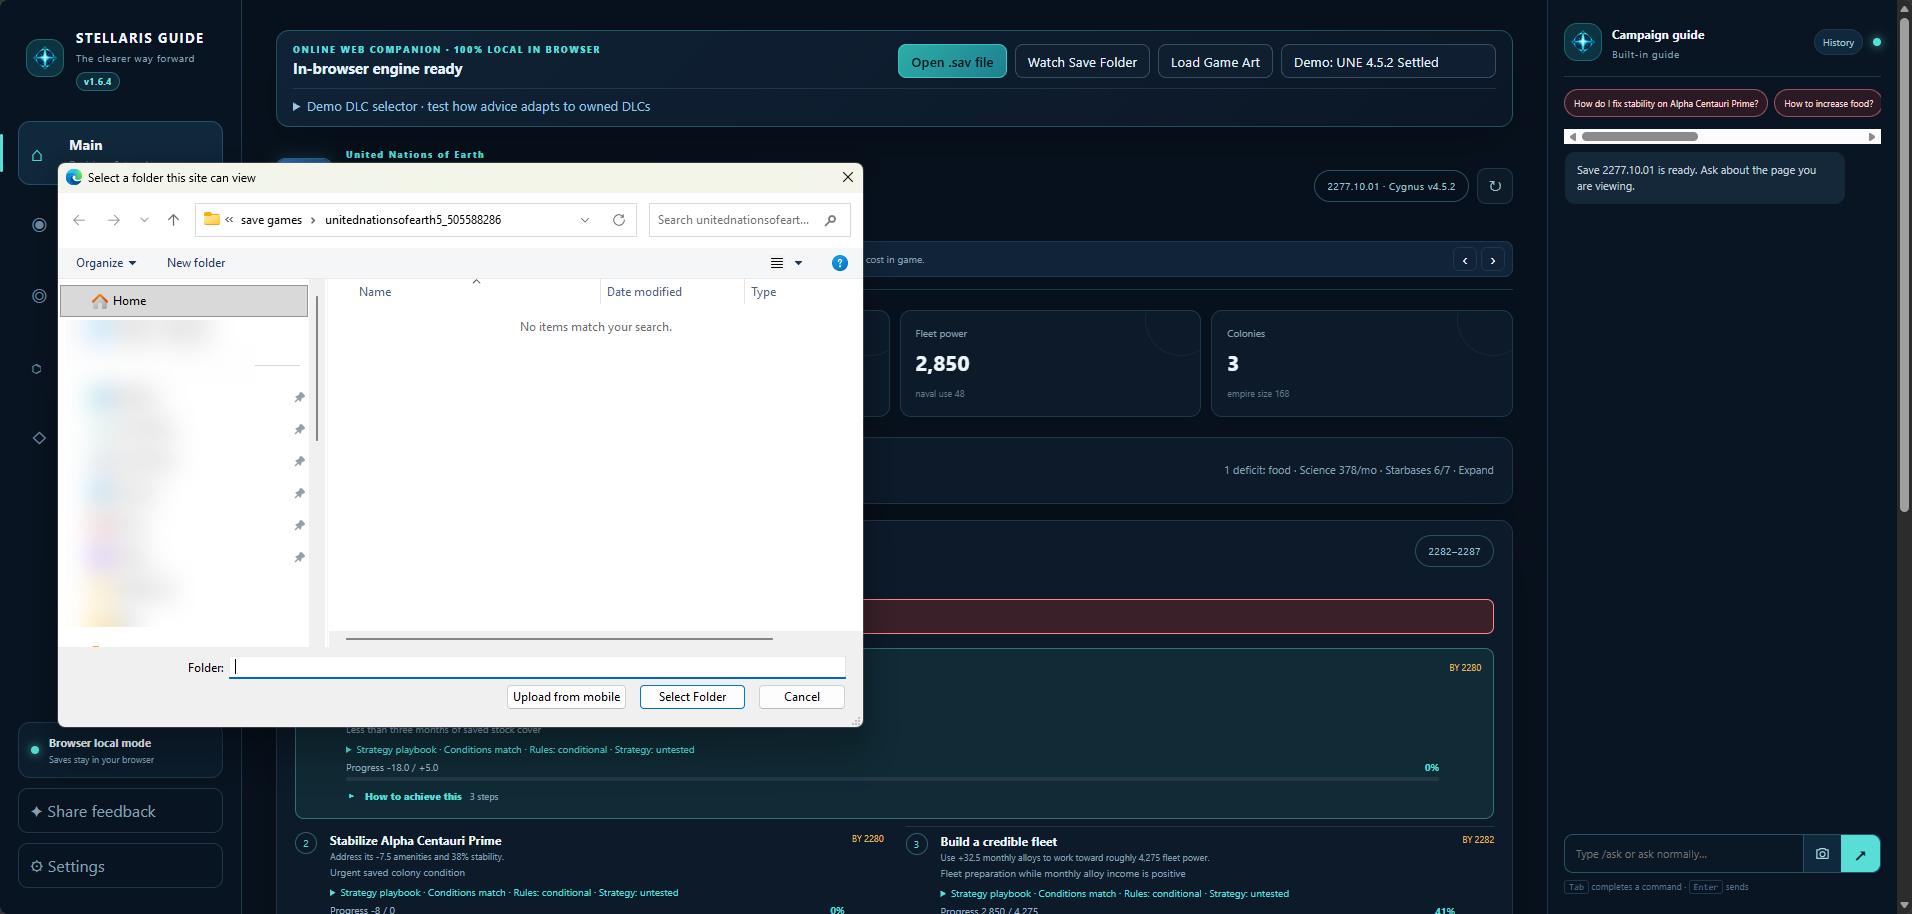 STELLARIS GUIDE
The clearer way forward
v1.6.4
Main
Browser local mode
Saves stay in your browser
Share feedback
Settings
ONLINE WEB COMPANION · 100% LOCAL IN BROWSER
In-browser engine ready
Open .sav file
Watch Save Folder
Load Game Art
Demo: UNE 4.5.2 Settled
Demo DLC selector · test how advice adapts to owned DLCs
United Nations of Earth
2277.10.01 · Cygnus v4.5.2
cost in game.
Fleet power
2,850
naval use 48
Colonies
3
empire size 168
1 deficit: food · Science 378/mo · Starbases 6/7 · Expand
2282–2287
BY 2280
Less than three months of saved stock cover
Strategy playbook · Conditions match · Rules: conditional · Strategy: untested
Progress -18.0 / +5.0
0%
How to achieve this 3 steps
2
Stabilize Alpha Centauri Prime
BY 2280
Address its -7.5 amenities and 38% stability.
Urgent saved colony condition
Strategy playbook · Conditions match · Rules: conditional · Strategy: untested
Progress -8 / 0
0%
3
Build a credible fleet
BY 2282
Use +32.5 monthly alloys to work toward roughly 4,275 fleet power.
Fleet preparation while monthly alloy income is positive
Strategy playbook · Conditions match · Rules: conditional · Strategy: untested
Progress 2,850 / 4,275
41%
Select a folder this site can view
« save games › unitednationsofearth5_505588286
Search unitednationsofeart...
Organize
New folder
Home
Name
Date modified
Type
No items match your search.
Folder:
Upload from mobile
Select Folder
Cancel
Campaign guide
Built-in guide
History
How do I fix stability on Alpha Centauri Prime?
How to increase food?
Save 2277.10.01 is ready. Ask about the page you
are viewing.
Type /ask or ask normally...
Tab completes a command · Enter sends